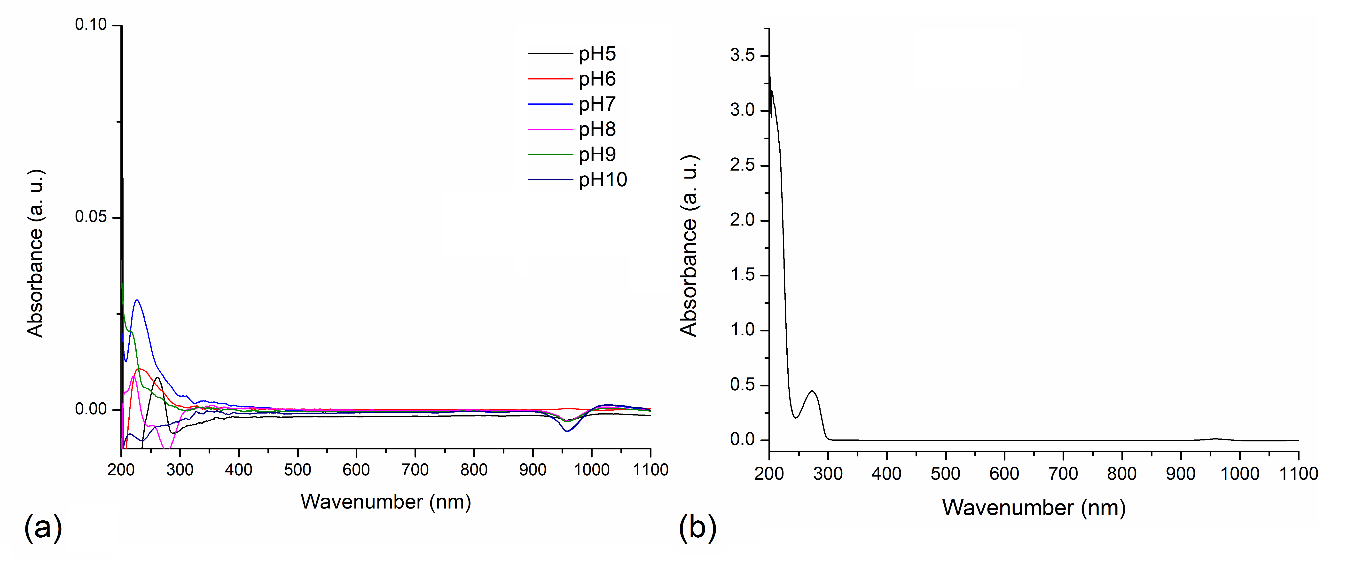 0.10
0.05
0.00
Absorbance (a. u.)
pH5
pH6
pH7
pH8
pH9
pH10
200 300 400 500 600 700 800 900 1000 1100
Wavenumber (nm)
(a)
3.5
3.0
2.5
2.0
1.5
1.0
0.5
0.0
Absorbance (a. u.)
200 300 400 500 600 700 800 900 1000 1100
Wavenumber (nm)
(b)